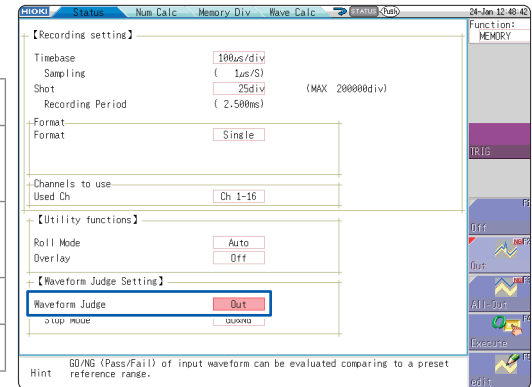 HIOKI Status Num Calc Memory Div Wave Calc STATUS Push 24-Jan 12:48:42
Function:
MEMORY
【Recording setting】
Timebase 100μs/div
Sampling ( 1μs/S)
Shot 25div (MAX 200000div)
Recording Period ( 2.500ms)
Format
Format Single
TRIG
Channels to use
Used Ch Ch 1-16
F1
Off
【Utility functions】
Roll Mode Auto
NG F2
Overlay Off
Out
【Waveform Judge Setting】
Waveform Judge Out
All-Out
Stop Mode GO&NG
Execute
Hint GO/NG (Pass/Fail) of input waveform can be evaluated comparing to a preset
reference range.
edit